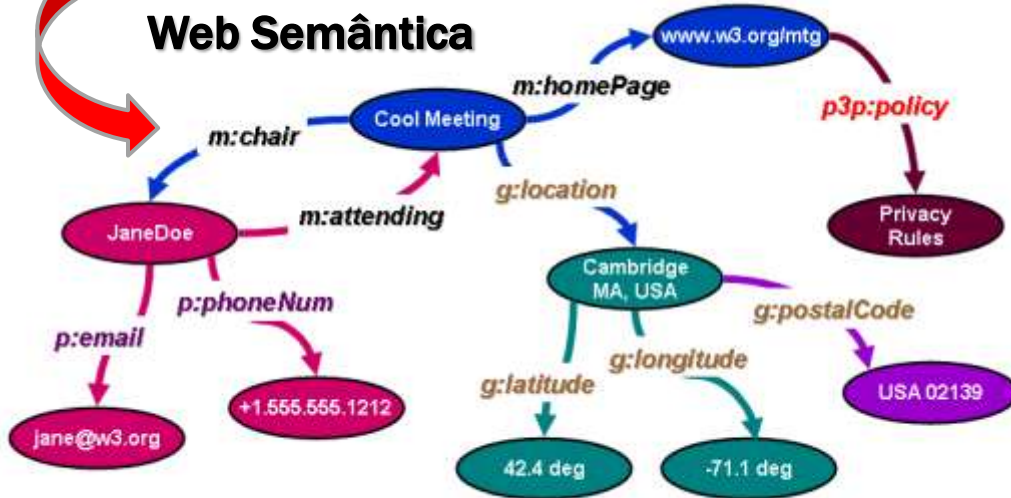 Web Semântica
www.w3.org/mtg
m:homePage
p3p:policy
Cool Meeting
m:chair
g:location
m:attending
Privacy
Rules
JaneDoe
Cambridge
MA, USA
p:phoneNum
g:postalCode
p:email
g:longitude
g:latitude
USA 02139
+1.555.555.1212
jane@w3.org
42.4 deg
-71.1 deg